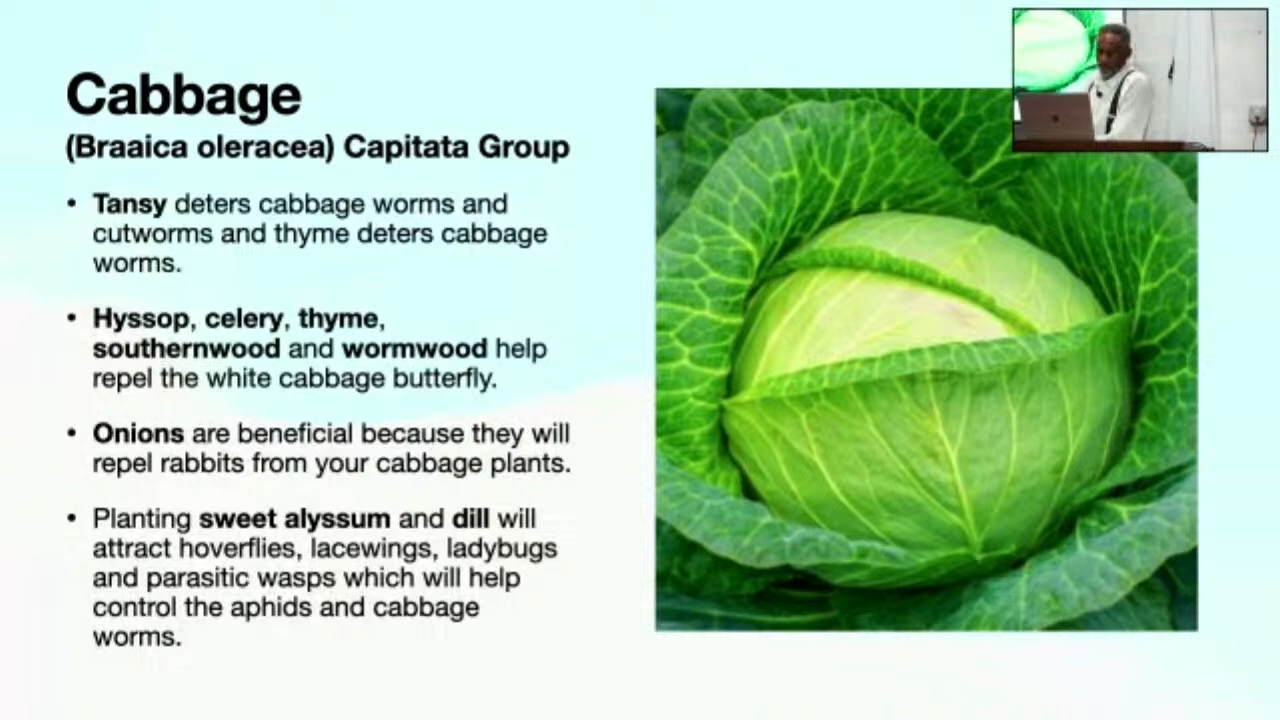 Cabbage
(Braaica oleracea) Capitata Group
• Tansy deters cabbage worms and
cutworms and thyme deters cabbage
worms.
• Hyssop, celery, thyme,
southernwood and wormwood help
repel the white cabbage butterfly.
• Onions are beneficial because they will
repel rabbits from your cabbage plants.
• Planting sweet alyssum and dill will
attract hoverflies, lacewings, ladybugs
and parasitic wasps which will help
control the aphids and cabbage
worms.